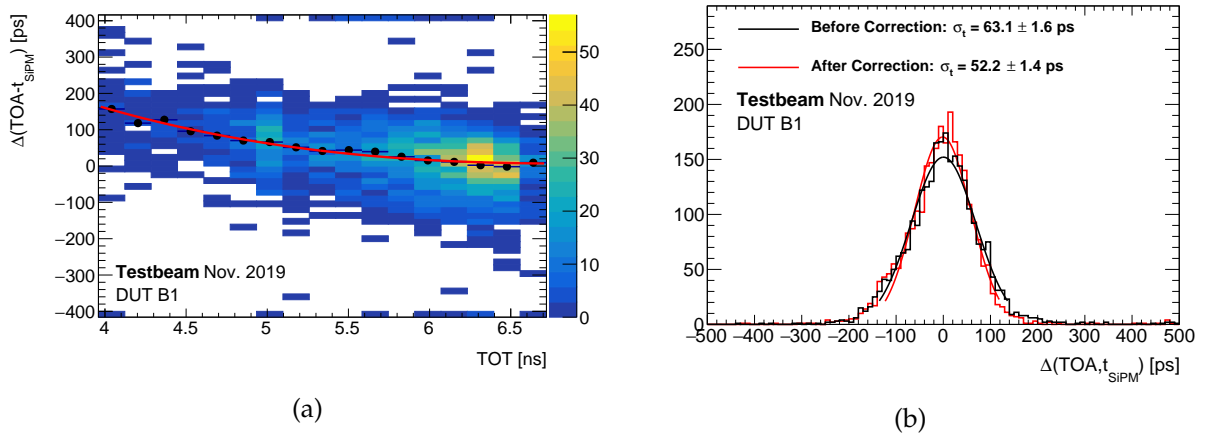 Δ(TOA-t_SiPM) [ps]
400
300
200
100
0
−100
−200
−300
−400
Testbeam Nov. 2019
DUT B1
4 4.5 5 5.5 6 6.5
TOT [ns]
50
40
30
20
10
0
(a)
Before Correction: σ_t = 63.1 ± 1.6 ps
After Correction: σ_t = 52.2 ± 1.4 ps
Testbeam Nov. 2019
DUT B1
250
200
150
100
50
0
−500 −400 −300 −200 −100 0 100 200 300 400 500
Δ(TOA,t_SiPM) [ps]
(b)